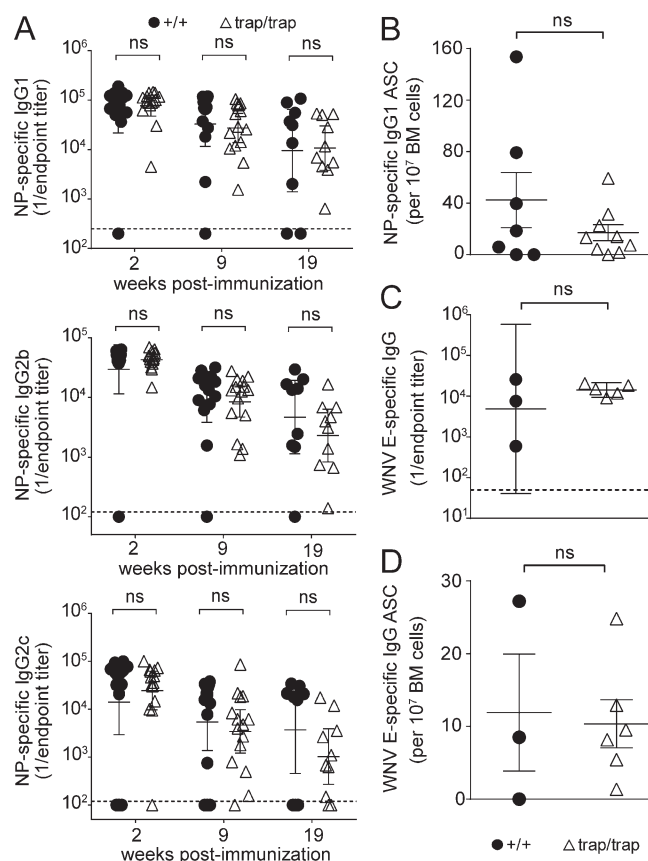 A
● +/+ △ trap/trap
ns ns ns
NP-specific IgG1
(1/endpoint titer)
10⁶
10⁵
10⁴
10³
10²
2 9 19
weeks post-immunization
ns ns ns
NP-specific IgG2b
(1/endpoint titer)
10⁵
10⁴
10³
10²
2 9 19
weeks post-immunization
ns ns ns
NP-specific IgG2c
(1/endpoint titer)
10⁶
10⁵
10⁴
10³
10²
2 9 19
weeks post-immunization
B
ns
NP-specific IgG1 ASC
(per 10⁷ BM cells)
160
120
80
40
0
C
ns
WNV E-specific IgG
(1/endpoint titer)
10⁶
10⁵
10⁴
10³
10²
10¹
D
ns
WNV E-specific IgG ASC
(per 10⁷ BM cells)
30
20
10
0
● +/+ △ trap/trap